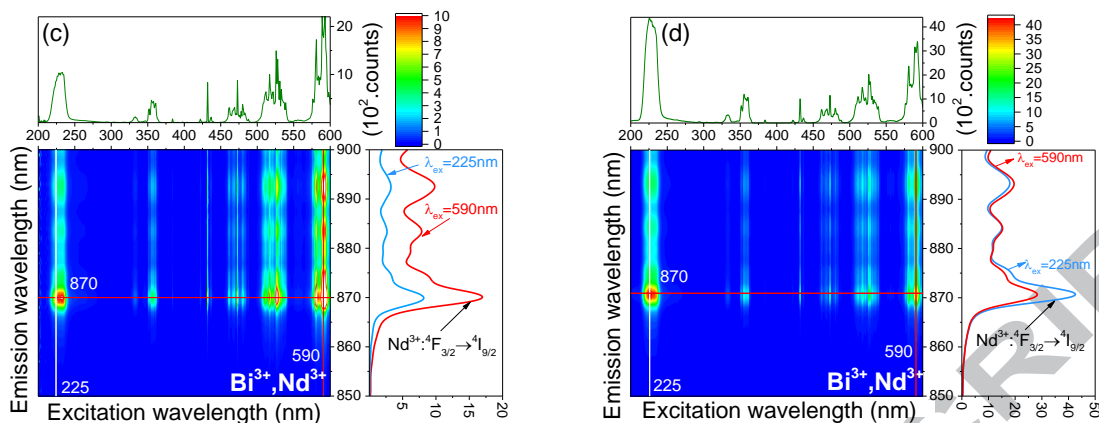 (c)
20
10
200 250 300 350 400 450 500 550 600
10
9
8
7
6
5
4
3
2
1
0
(10².counts)
Emission wavelength (nm)
870
225
590
Bi³⁺,Nd³⁺
Excitation wavelength (nm)
900
890
880
870
860
850
λex=225nm
λex=590nm
Nd³⁺:⁴F3/2→⁴I9/2
5 10 15 20
(d)
40
30
20
10
0
200 250 300 350 400 450 500 550 600
40
35
30
25
20
15
10
5
0
(10².counts)
Emission wavelength (nm)
870
225
590
Bi³⁺,Nd³⁺
Excitation wavelength (nm)
900
890
880
870
860
850
λex=590nm
λex=225nm
Nd³⁺:⁴F3/2→⁴I9/2
0 10 20 30 40 50